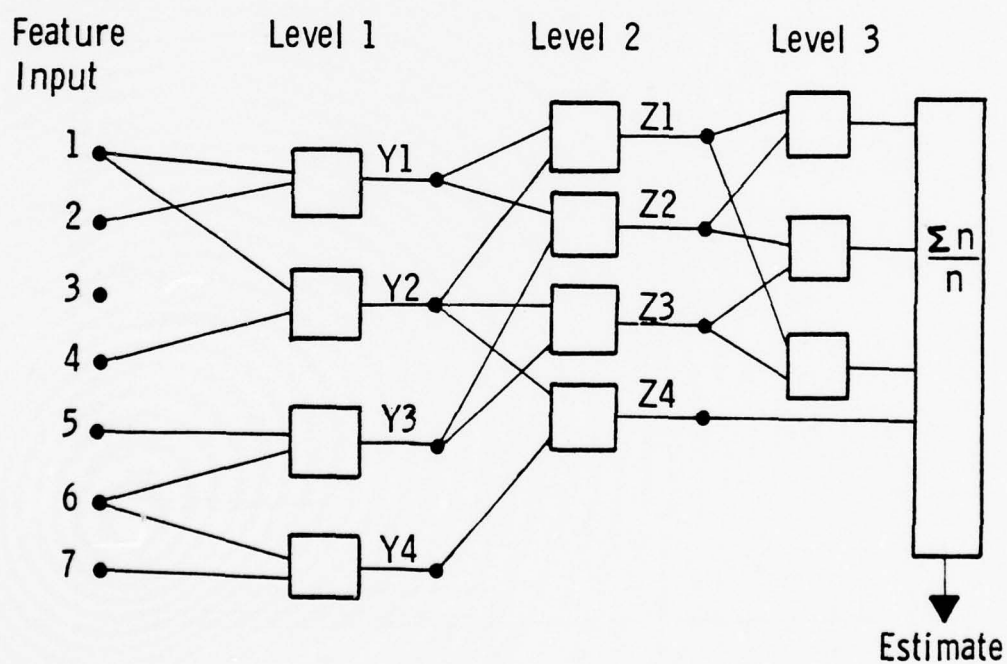 Feature
Input
Level 1
Level 2
Level 3
1
2
3
4
5
6
7
Y1
Y2
Y3
Y4
Z1
Z2
Z3
Z4
Σn
n
Estimate